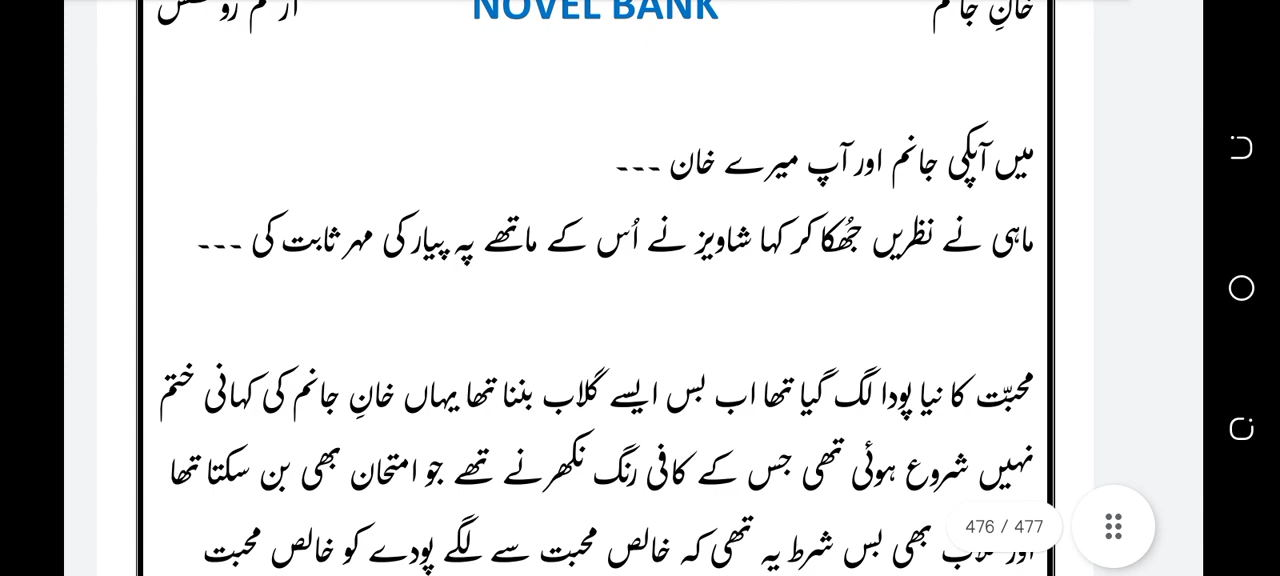 خانِ جانم NOVEL BANK از قلم
میں آپکی جانم اور آپ میرے خان ---
ماہی نے نظریں جُھکا کر کہا شاویز نے اُس کے ماتھے پہ پیار کی مہر ثابت کی ---
محبّت کا نیا پودا لگ گیا تھا اب بس ایسے گلاب بننا تھا یہاں خانِ جانم کی کہانی ختم
نہیں شروع ہوئی تھی جس کے کافی رنگ نکھرنے تھے جو امتحان بھی بن سکتا تھا
اور گلاب بھی بس شرط یہ تھی کہ خالص محبت سے لگے پودے کو خالص محبت
476 / 477